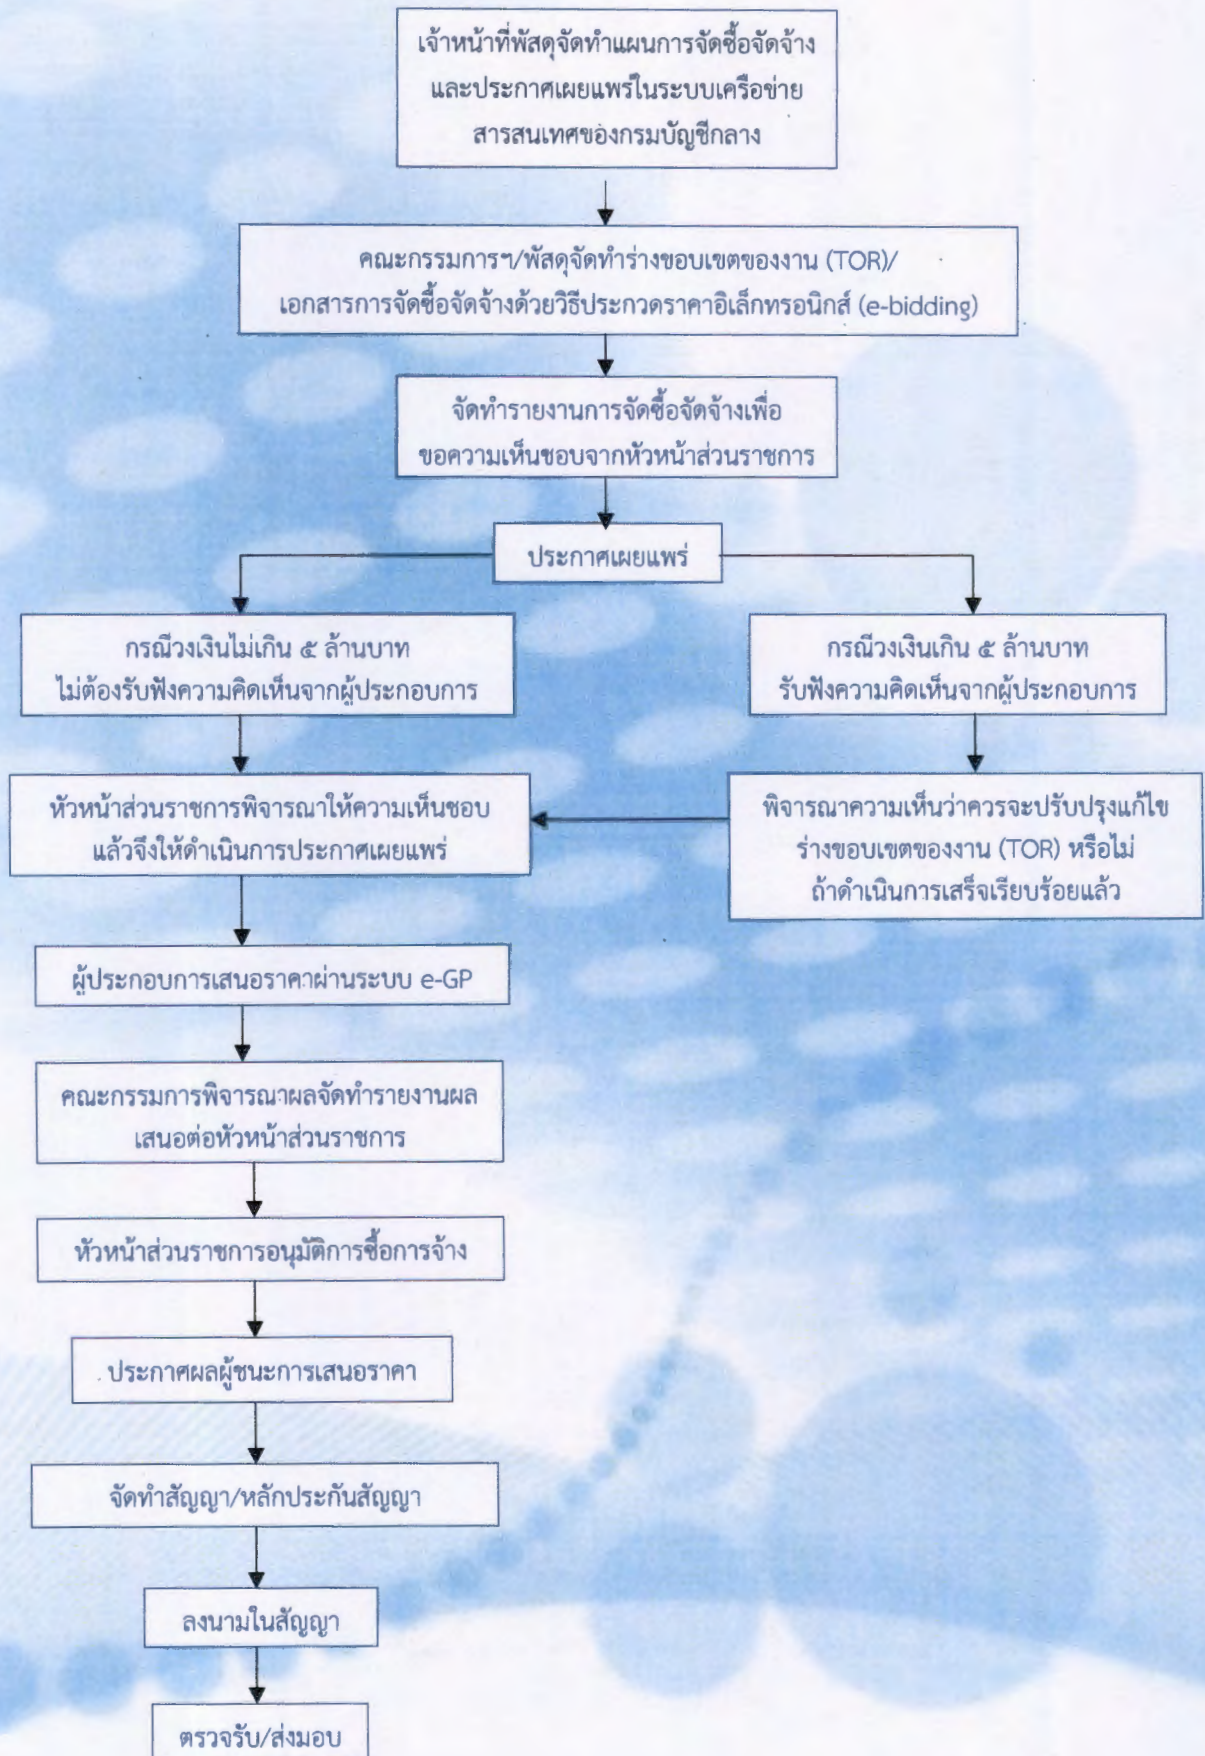 เจ้าหน้าที่พัสดุจัดทำแผนการจัดซื้อจัดจ้าง
และประกาศเผยแพร่ในระบบเครือข่าย
สารสนเทศของกรมบัญชีกลาง
คณะกรรมการฯ/พัสดุจัดทำร่างขอบเขตของงาน (TOR)/
เอกสารการจัดซื้อจัดจ้างด้วยวิธีประกวดราคาอิเล็กทรอนิกส์ (e-bidding)
จัดทำรายงานการจัดซื้อจัดจ้างเพื่อ
ขอความเห็นชอบจากหัวหน้าส่วนราชการ
ประกาศเผยแพร่
กรณีวงเงินไม่เกิน ๕ ล้านบาท
ไม่ต้องรับฟังความคิดเห็นจากผู้ประกอบการ
กรณีวงเงินเกิน ๕ ล้านบาท
รับฟังความคิดเห็นจากผู้ประกอบการ
หัวหน้าส่วนราชการพิจารณาให้ความเห็นชอบ
แล้วจึงให้ดำเนินการประกาศเผยแพร่
พิจารณาความเห็นว่าควรจะปรับปรุงแก้ไข
ร่างขอบเขตของงาน (TOR) หรือไม่
ถ้าดำเนินการเสร็จเรียบร้อยแล้ว
ผู้ประกอบการเสนอราคาผ่านระบบ e-GP
คณะกรรมการพิจารณาผลจัดทำรายงานผล
เสนอต่อหัวหน้าส่วนราชการ
หัวหน้าส่วนราชการอนุมัติการซื้อการจ้าง
ประกาศผลผู้ชนะการเสนอราคา
จัดทำสัญญา/หลักประกันสัญญา
ลงนามในสัญญา
ตรวจรับ/ส่งมอบ